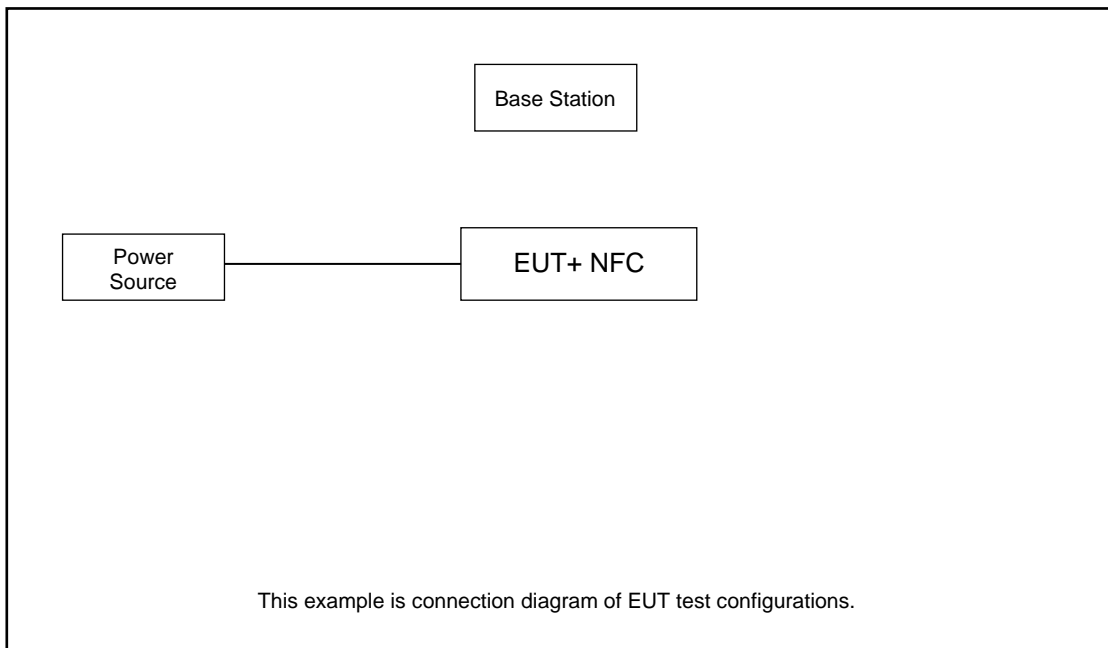 Base Station
Power
Source
EUT+ NFC
This example is connection diagram of EUT test configurations.